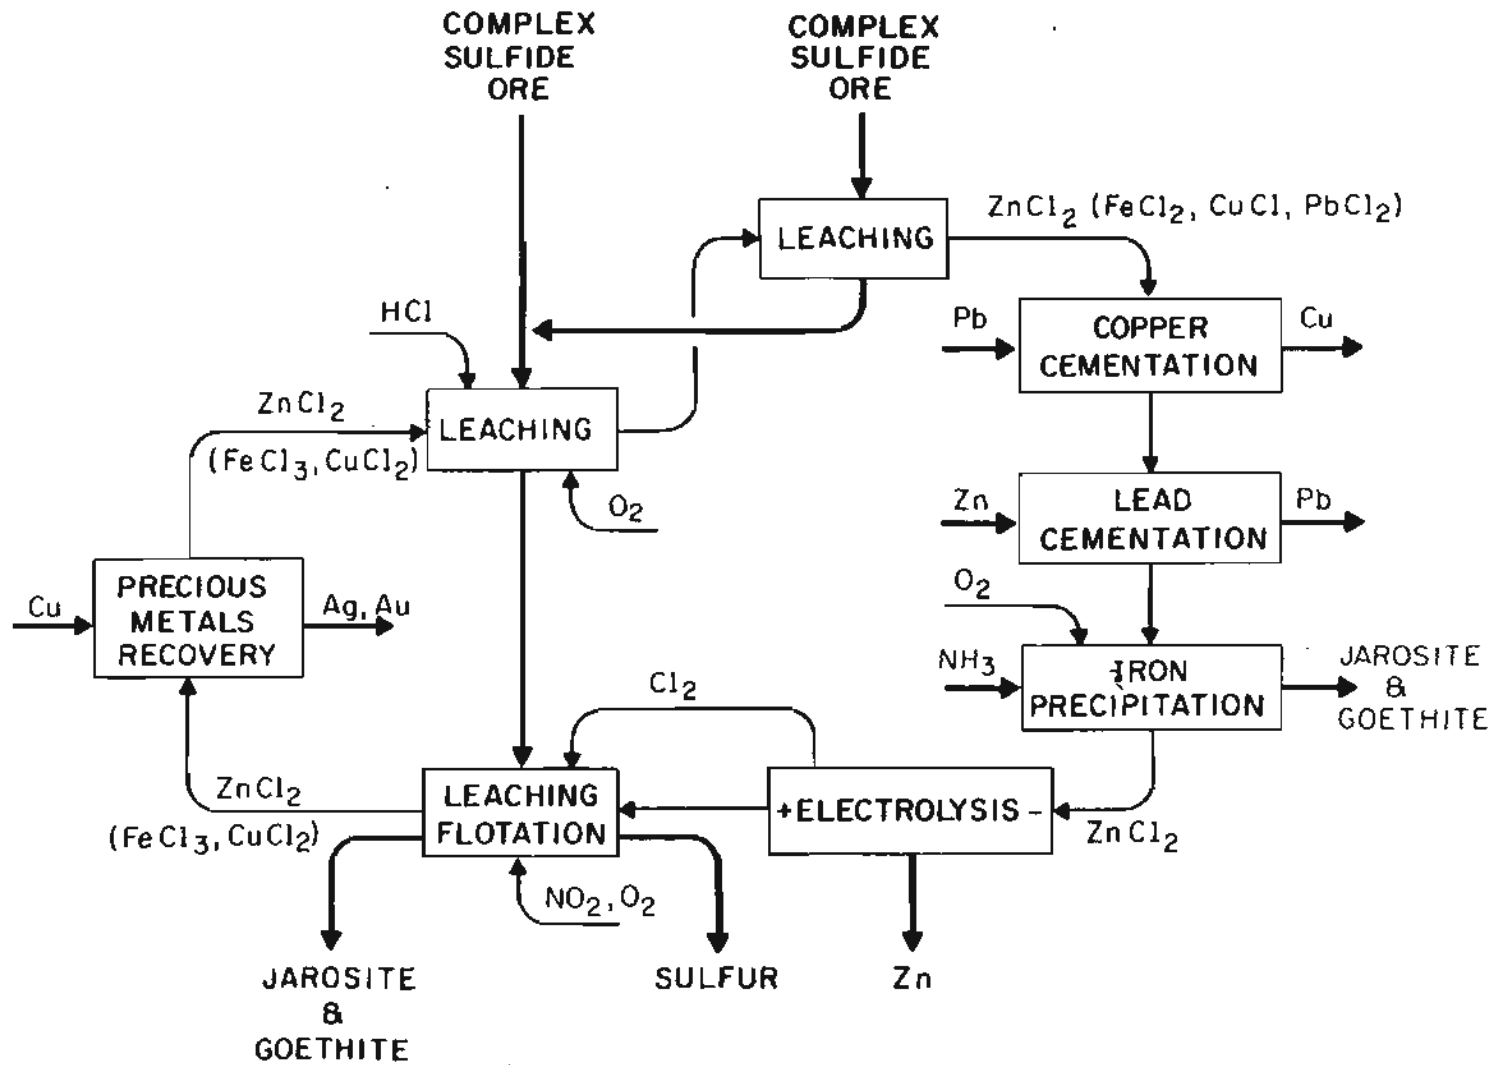 COMPLEX
SULFIDE
ORE
COMPLEX
SULFIDE
ORE
LEACHING
ZnCl2 (FeCl2, CuCl, PbCl2)
HCl
Pb
COPPER
CEMENTATION
Cu
ZnCl2
(FeCl3, CuCl2)
LEACHING
O2
Zn
LEAD
CEMENTATION
Pb
Cu
PRECIOUS
METALS
RECOVERY
Ag, Au
O2
NH3
IRON
PRECIPITATION
JAROSITE
&
GOETHITE
Cl2
ZnCl2
(FeCl3, CuCl2)
LEACHING
FLOTATION
+ELECTROLYSIS-
ZnCl2
NO2, O2
JAROSITE
&
GOETHITE
SULFUR
Zn